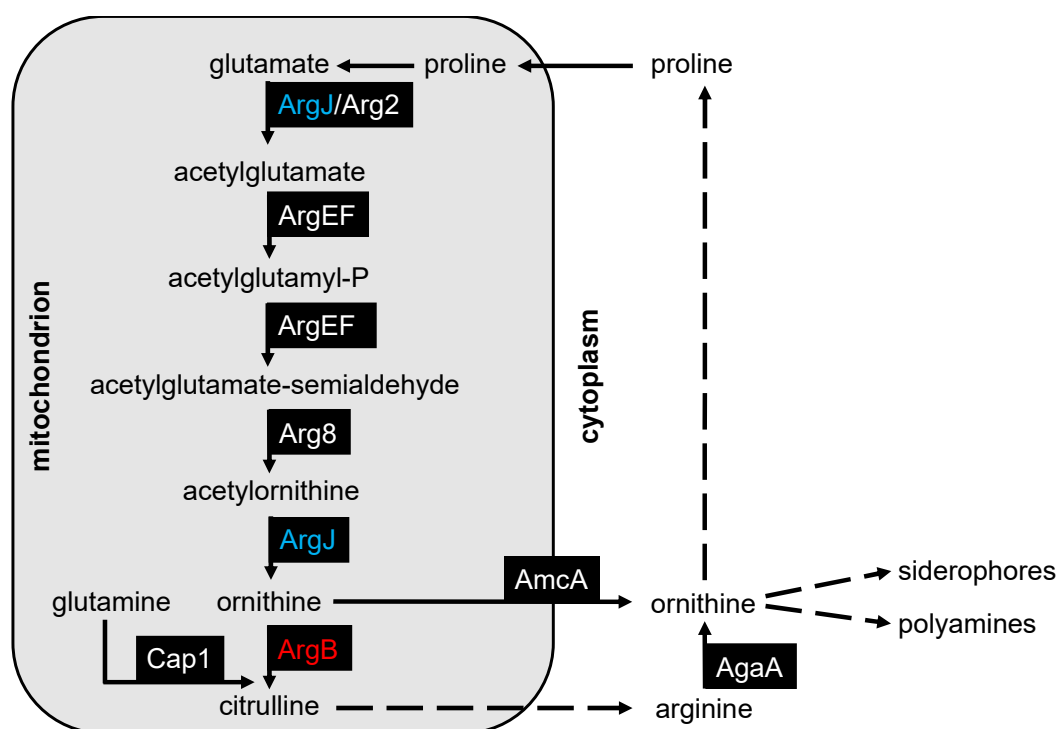 glutamate
proline
proline
ArgJ/Arg2
acetylglutamate
ArgEF
acetylglutamyl-P
ArgEF
acetylglutamate-semialdehyde
Arg8
acetylornithine
ArgJ
mitochondrion
cytoplasm
AmcA
glutamine
ornithine
ornithine
siderophores
polyamines
Cap1
ArgB
AgaA
citrulline
arginine